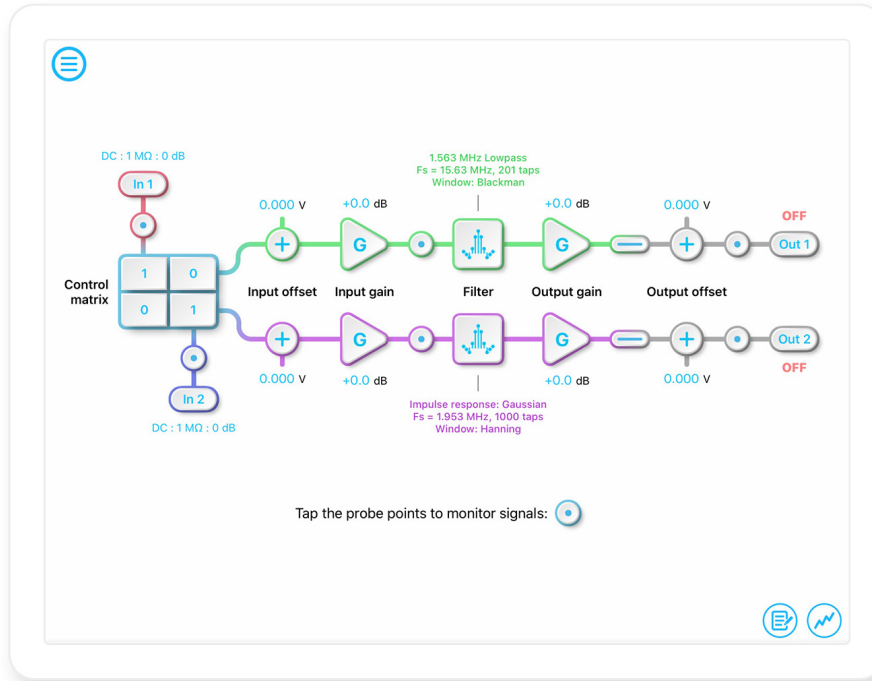 DC : 1 MΩ : 0 dB
In 1
1.563 MHz Lowpass
Fs = 15.63 MHz, 201 taps
Window: Blackman
0.000 V
+0.0 dB
+0.0 dB
0.000 V
OFF
G
G
Out 1
Control
matrix
1
0
0
1
Input offset
Input gain
Filter
Output gain
Output offset
G
G
Out 2
0.000 V
+0.0 dB
+0.0 dB
0.000 V
OFF
In 2
DC : 1 MΩ : 0 dB
Impulse response: Gaussian
Fs = 1.953 MHz, 1000 taps
Window: Hanning
Tap the probe points to monitor signals: